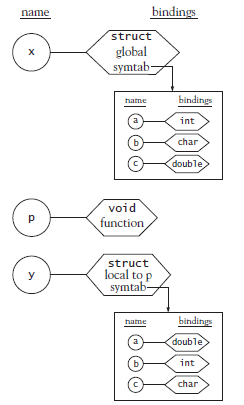 name bindings
x
struct
global
symtab
name bindings
a int
b char
c double
p
void
function
y
struct
local to p
symtab
name bindings
a double
b int
c char